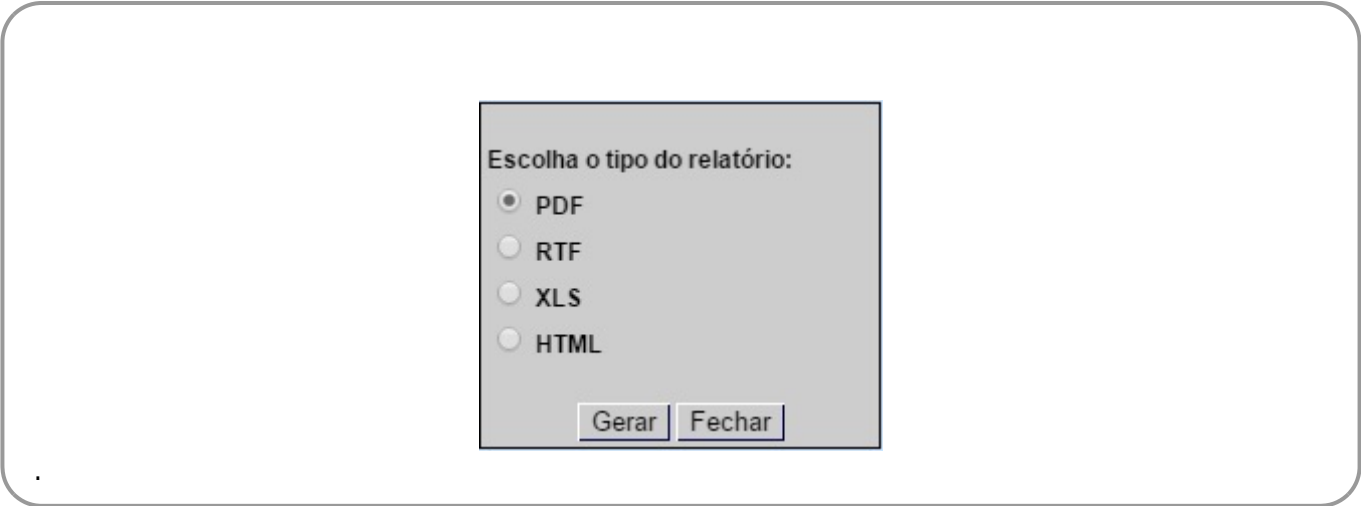 Escolha o tipo do relatório:
PDF
RTF
XLS
HTML
Gerar Fechar
.